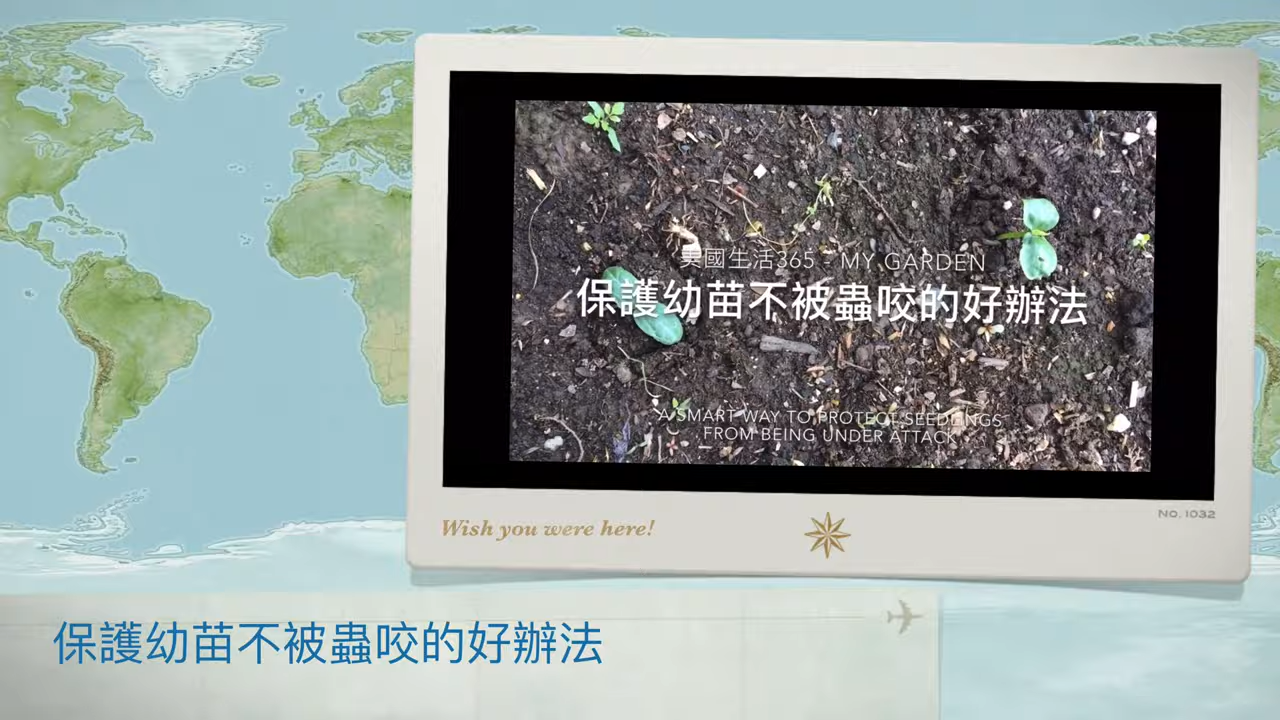 美國生活365 - MY GARDEN
保護幼苗不被蟲咬的好辦法
A SMART WAY TO PROTECT SEEDLINGS
FROM BEING UNDER ATTACK
Wish you were here!
NO. 1032
保護幼苗不被蟲咬的好辦法